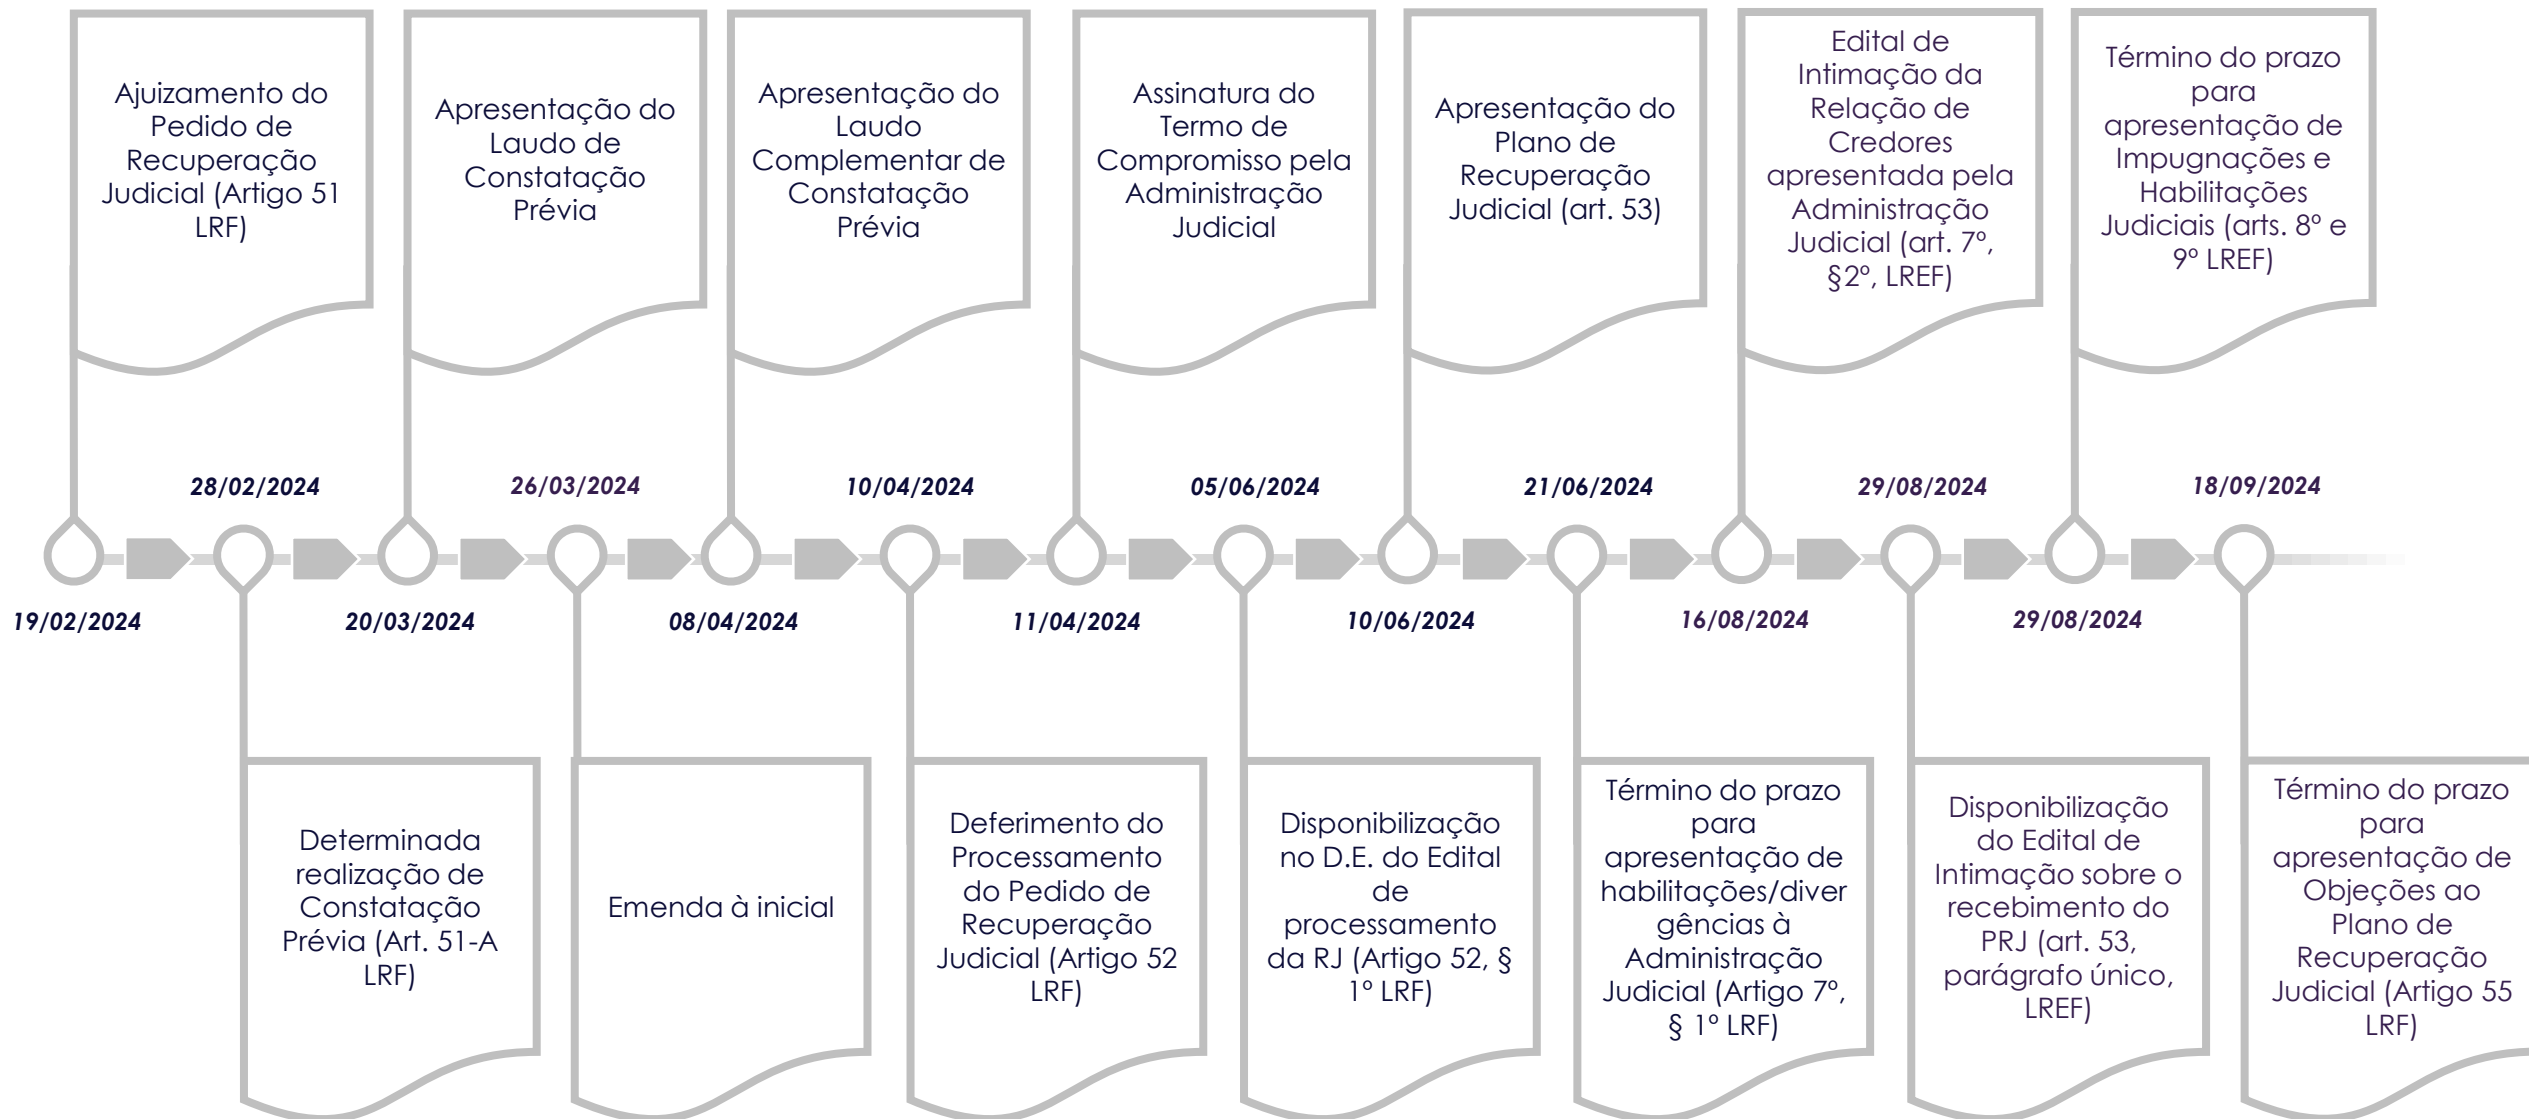 Ajuizamento do
Pedido de
Recuperação
Judicial (Artigo 51
LRF)
Apresentação do
Laudo de
Constatação
Prévia
Apresentação do
Laudo
Complementar de
Constatação
Prévia
Assinatura do
Termo de
Compromisso pela
Administração
Judicial
Apresentação do
Plano de
Recuperação
Judicial (art. 53)
Edital de
Intimação da
Relação de
Credores
apresentada pela
Administração
Judicial (art. 7º,
§2º, LREF)
Término do prazo
para
apresentação de
Impugnações e
Habilitações
Judiciais (arts. 8º e
9º LREF)
28/02/2024
26/03/2024
10/04/2024
05/06/2024
21/06/2024
29/08/2024
18/09/2024
19/02/2024
20/03/2024
08/04/2024
11/04/2024
10/06/2024
16/08/2024
29/08/2024
Determinada
realização de
Constatação
Prévia (Art. 51-A
LRF)
Emenda à inicial
Deferimento do
Processamento
do Pedido de
Recuperação
Judicial (Artigo 52
LRF)
Disponibilização
no D.E. do Edital
de
processamento
da RJ (Artigo 52, §
1º LRF)
Término do prazo
para
apresentação de
habilitações/diver
gências à
Administração
Judicial (Artigo 7º,
§ 1º LRF)
Disponibilização
do Edital de
Intimação sobre o
recebimento do
PRJ (art. 53,
parágrafo único,
LREF)
Término do prazo
para
apresentação de
Objeções ao
Plano de
Recuperação
Judicial (Artigo 55
LRF)